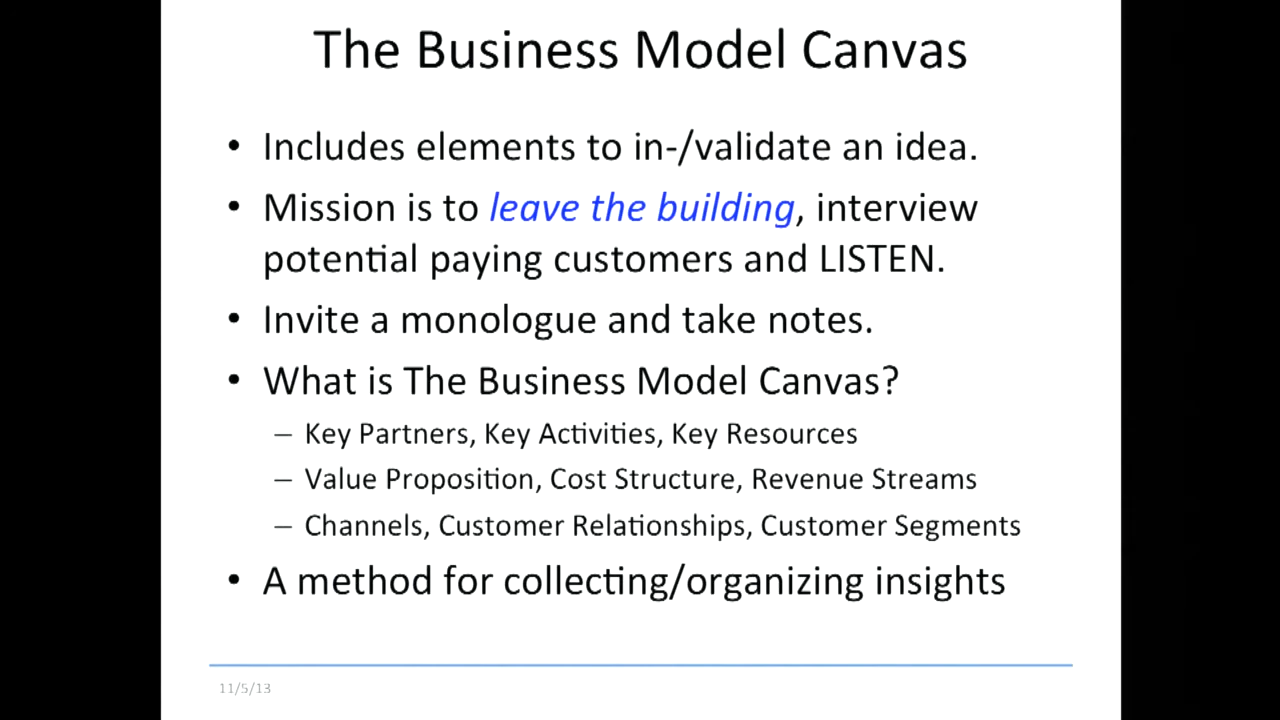 The Business Model Canvas
• Includes elements to in-/validate an idea.
• Mission is to leave the building, interview
potential paying customers and LISTEN.
• Invite a monologue and take notes.
• What is The Business Model Canvas?
– Key Partners, Key Activities, Key Resources
– Value Proposition, Cost Structure, Revenue Streams
– Channels, Customer Relationships, Customer Segments
• A method for collecting/organizing insights
11/5/13